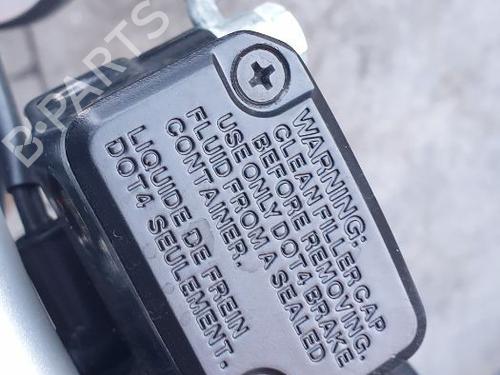 B-PARTS
WARNING:
CLEAN FILLER CAP
BEFORE REMOVING.
USE ONLY DOT4 BRAKE
FLUID FROM A SEALED
CONTAINER.
LIQUIDE DE FREIN
DOT4 SEULEMENT.